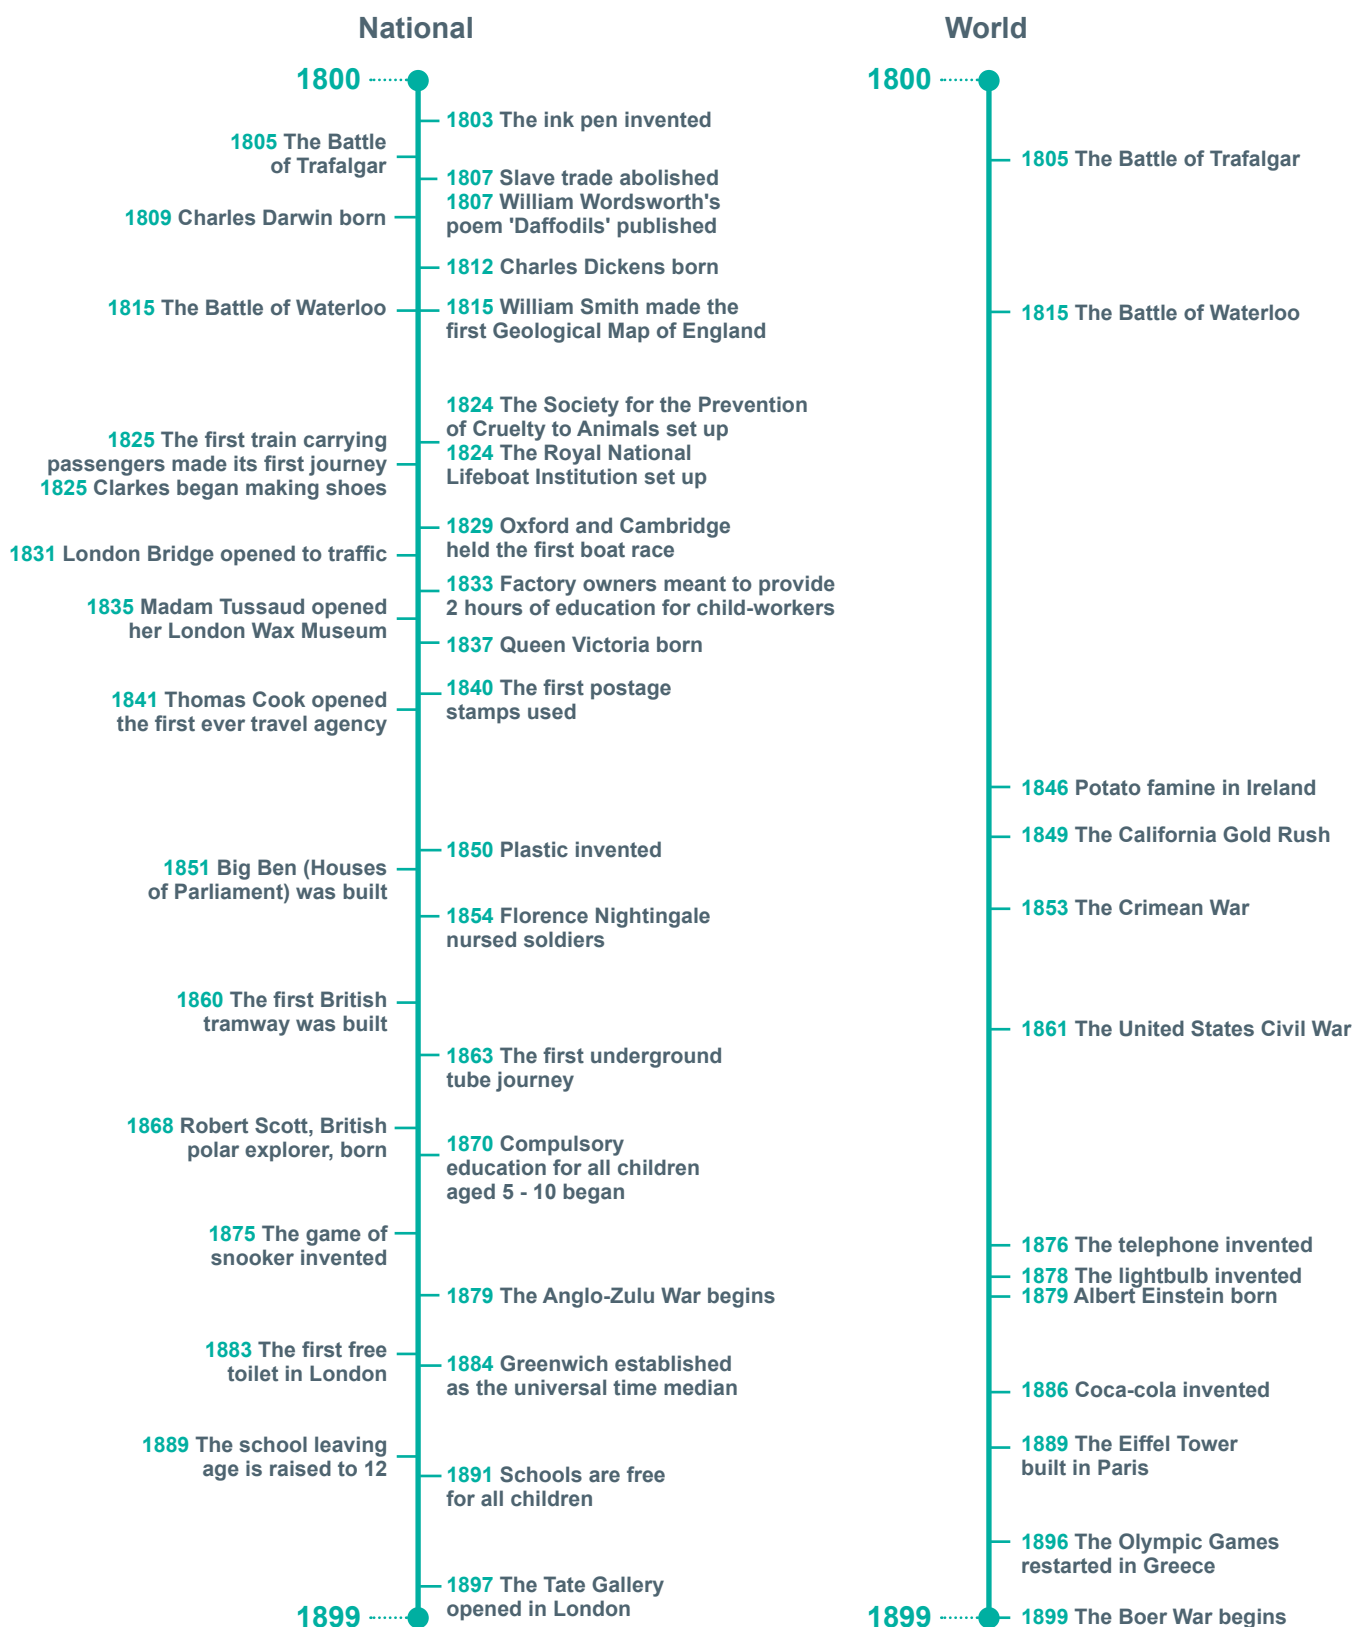 National
1800
1803 The ink pen invented
1805 The Battle
of Trafalgar
1807 Slave trade abolished
1807 William Wordsworth's
poem 'Daffodils' published
1809 Charles Darwin born
1812 Charles Dickens born
1815 The Battle of Waterloo
1815 William Smith made the
first Geological Map of England
1824 The Society for the Prevention
of Cruelty to Animals set up
1824 The Royal National
Lifeboat Institution set up
1825 The first train carrying
passengers made its first journey
1825 Clarkes began making shoes
1829 Oxford and Cambridge
held the first boat race
1831 London Bridge opened to traffic
1833 Factory owners meant to provide
2 hours of education for child-workers
1835 Madam Tussaud opened
her London Wax Museum
1837 Queen Victoria born
1840 The first postage
stamps used
1841 Thomas Cook opened
the first ever travel agency
1850 Plastic invented
1851 Big Ben (Houses
of Parliament) was built
1854 Florence Nightingale
nursed soldiers
1860 The first British
tramway was built
1863 The first underground
tube journey
1868 Robert Scott, British
polar explorer, born
1870 Compulsory
education for all children
aged 5 - 10 began
1875 The game of
snooker invented
1879 The Anglo-Zulu War begins
1883 The first free
toilet in London
1884 Greenwich established
as the universal time median
1889 The school leaving
age is raised to 12
1891 Schools are free
for all children
1897 The Tate Gallery
opened in London
1899
World
1800
1805 The Battle of Trafalgar
1815 The Battle of Waterloo
1846 Potato famine in Ireland
1849 The California Gold Rush
1853 The Crimean War
1861 The United States Civil War
1876 The telephone invented
1878 The lightbulb invented
1879 Albert Einstein born
1886 Coca-cola invented
1889 The Eiffel Tower
built in Paris
1896 The Olympic Games
restarted in Greece
1899
1899 The Boer War begins